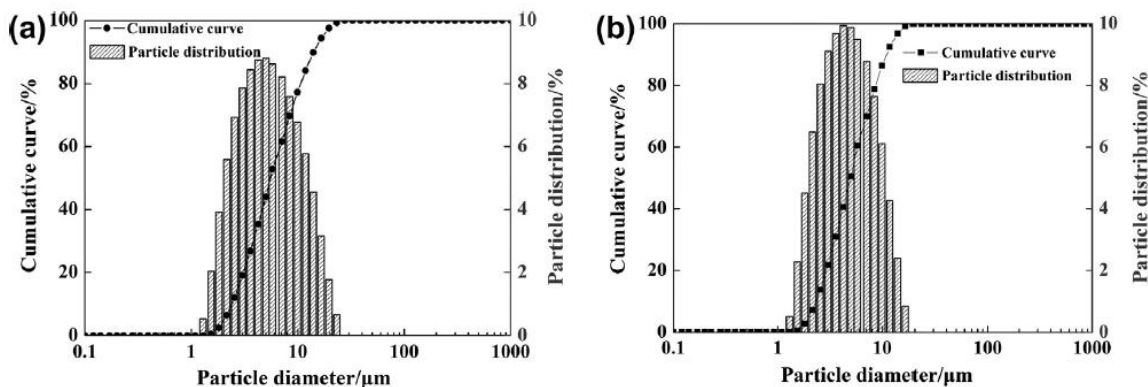 (a)
Cumulative curve
Particle distribution
100
80
60
40
20
0
Cumulative curve/%
10
8
6
4
2
0
Particle distribution/%
0.1 1 10 100 1000
Particle diameter/μm
(b)
Cumulative curve
Particle distribution
100
80
60
40
20
0
Cumulative curve/%
10
8
6
4
2
0
Particle distribution/%
0.1 1 10 100 1000
Particle diameter/μm